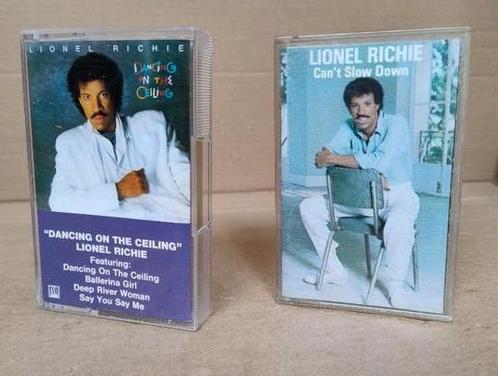 LIONEL RICHIE
DANCING
ON THE
CEILING
"DANCING ON THE CEILING"
LIONEL RICHIE
Featuring:
Dancing On The Ceiling
Ballerina Girl
Deep River Woman
Say You Say Me
LIONEL RICHIE
Can't Slow Down